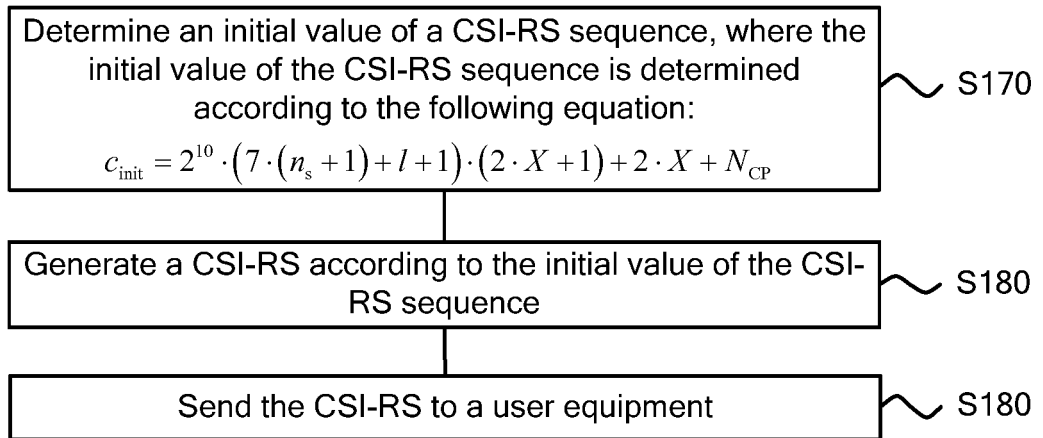 Determine an initial value of a CSI-RS sequence, where the
initial value of the CSI-RS sequence is determined
according to the following equation:
c_init = 2^10 · (7 · (n_s + 1) + l + 1) · (2 · X + 1) + 2 · X + N_CP
S170
Generate a CSI-RS according to the initial value of the CSI-
RS sequence
S180
Send the CSI-RS to a user equipment
S180